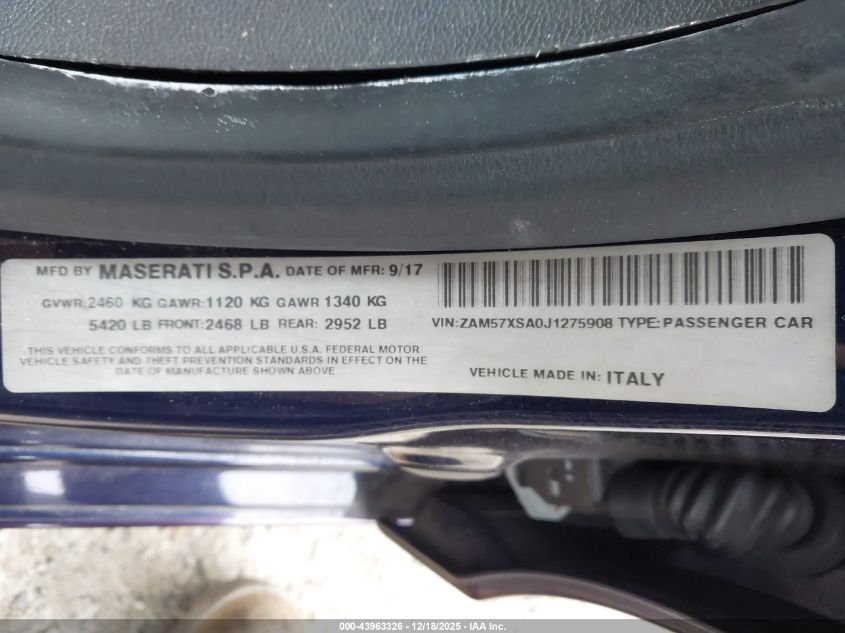 MFD BY MASERATI S.P.A. DATE OF MFR: 9/17
GVWR:2460 KG GAWR:1120 KG GAWR 1340 KG
5420 LB FRONT:2468 LB REAR: 2952 LB
THIS VEHICLE CONFORMS TO ALL APPLICABLE U.S.A. FEDERAL MOTOR
VEHICLE SAFETY AND THEFT PREVENTION STANDARDS IN EFFECT ON THE
DATE OF MANUFACTURE SHOWN ABOVE
VIN:ZAM57XSA0J1275908 TYPE:PASSENGER CAR
VEHICLE MADE IN: ITALY
000-43963326 - 12/18/2025 - IAA Inc.